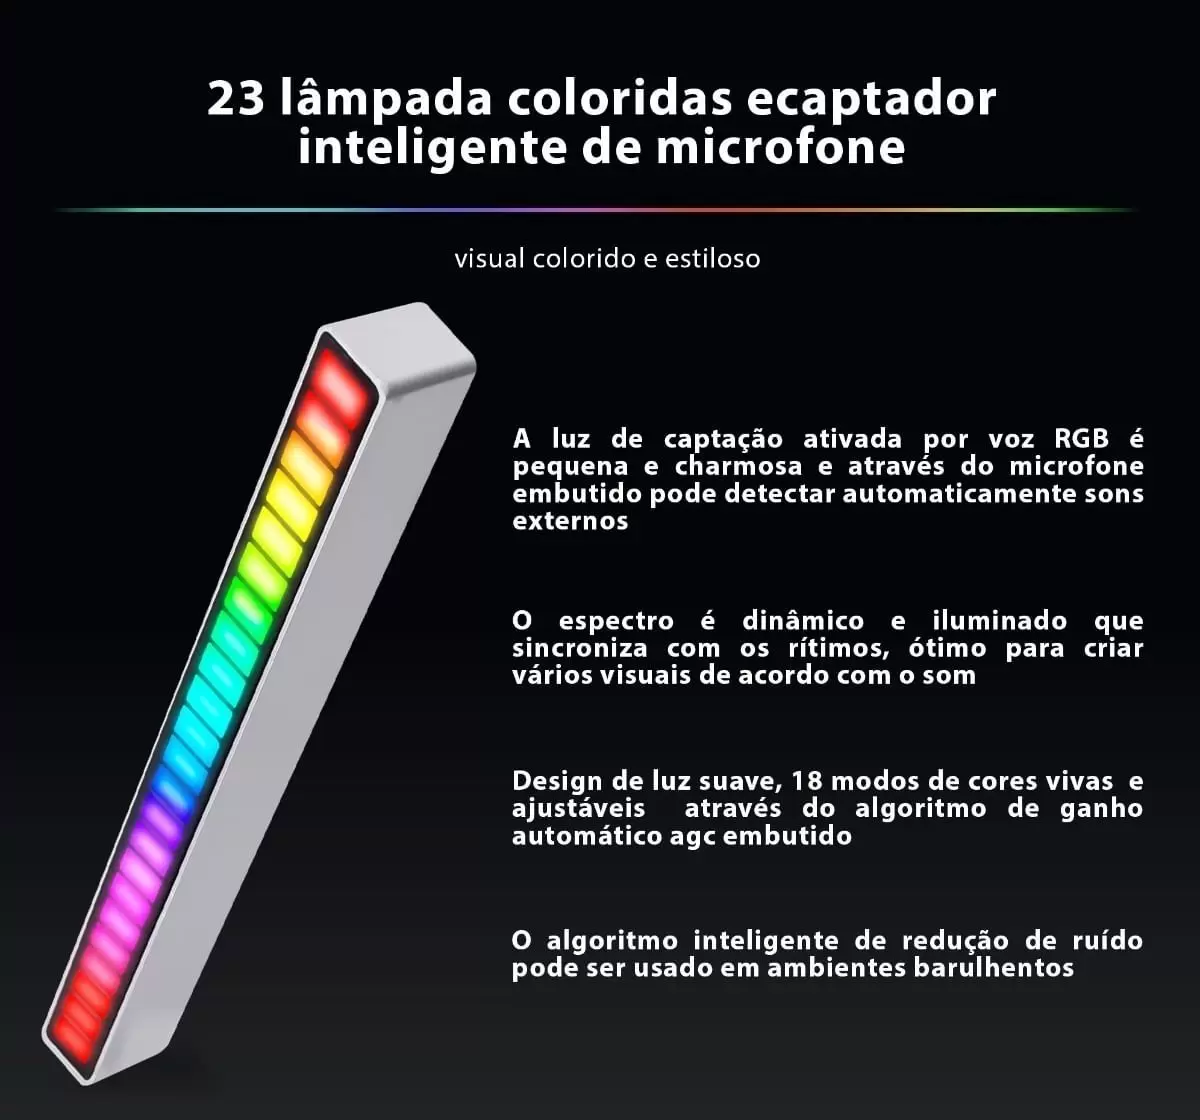 23 lâmpada coloridas ecaptador
inteligente de microfone
visual colorido e estiloso
A luz de captação ativada por voz RGB é
pequena e charmosa e através do microfone
embutido pode detectar automaticamente sons
externos
O espectro é dinâmico e iluminado que
sincroniza com os rítimos, ótimo para criar
vários visuais de acordo com o som
Design de luz suave, 18 modos de cores vivas e
ajustáveis através do algoritmo de ganho
automático agc embutido
O algoritmo inteligente de redução de ruído
pode ser usado em ambientes barulhentos